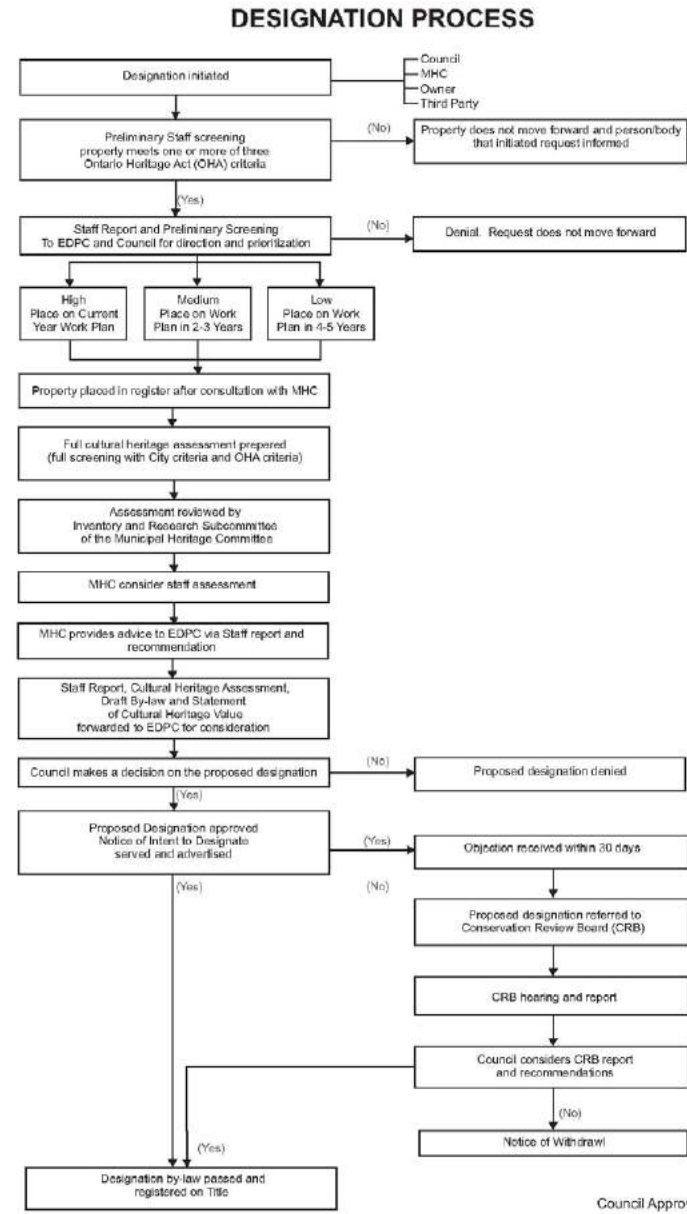 DESIGNATION PROCESS
Designation initiated
Council
MHC
Owner
Third Party
Preliminary Staff screening
property meets one or more of three
Ontario Heritage Act (OHA) criteria
(No)
Property does not move forward and person/body
that initiated request informed
(Yes)
Staff Report and Preliminary Screening
To EDPC and Council for direction and prioritization
(No)
Denial. Request does not move forward
High
Place on Current
Year Work Plan
Medium
Place on Work
Plan in 2-3 Years
Low
Place on Work
Plan in 4-5 Years
Property placed in register after consultation with MHC
Full cultural heritage assessment prepared
(full screening with City criteria and OHA criteria)
Assessment reviewed by
Inventory and Research Subcommittee
of the Municipal Heritage Committee
MHC consider staff assessment
MHC provides advice to EDPC via Staff report and
recommendation
Staff Report, Cultural Heritage Assessment,
Draft By-law and Statement
of Cultural Heritage Value
forwarded to EDPC for consideration
Council makes a decision on the proposed designation
(No)
Proposed designation denied
(Yes)
Proposed Designation approved
Notice of Intent to Designate
served and advertised
(Yes)
Objection received within 30 days
(Yes)
(No)
Proposed designation referred to
Conservation Review Board (CRB)
CRB hearing and report
Council considers CRB report
and recommendations
(No)
Notice of Withdrawl
(Yes)
Designation by-law passed and
registered on Title
Council Appro